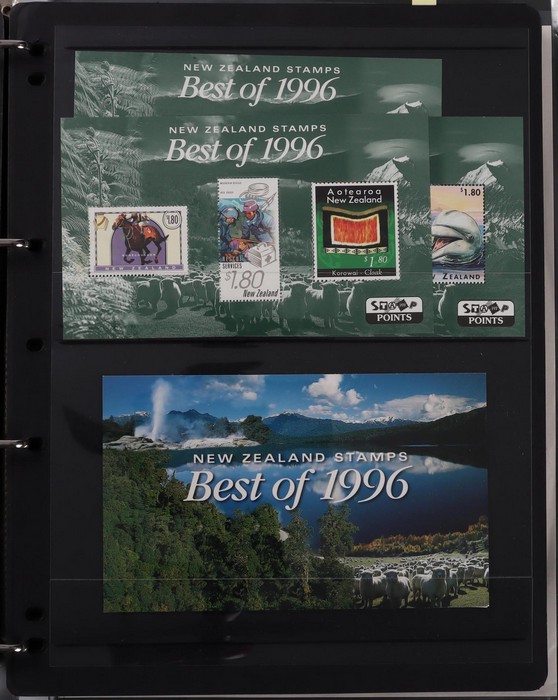 NEW ZEALAND STAMPS
Best of 1996
NEW ZEALAND STAMPS
Best of 1996
$1.80
NEW ZEALAND
SERVICES
$1.80
New Zealand
Aotearoa
New Zealand
$1.80
Korowai - Cloak
$1.80
ZEALAND
STAMP
POINTS
STAMP
POINTS
NEW ZEALAND STAMPS
Best of 1996